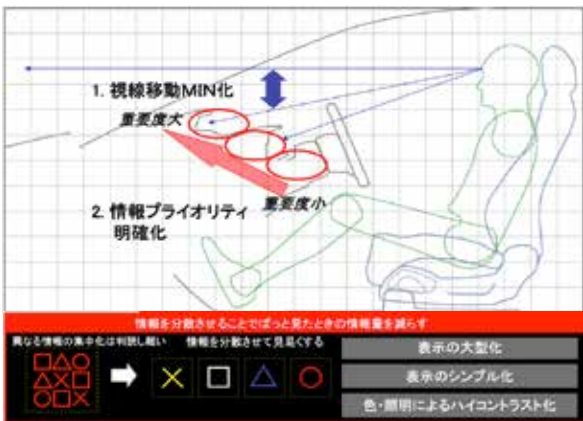 1. 視線移動MIN化
重要度大
重要度小
2. 情報プライオリティ
明確化
情報を分散させることでぱっと見たときの情報量を減らす
異なる情報の集中化は判読し難い
情報を分散させて見易くする
表示の大型化
表示のシンプル化
色・照明によるハイコントラスト化